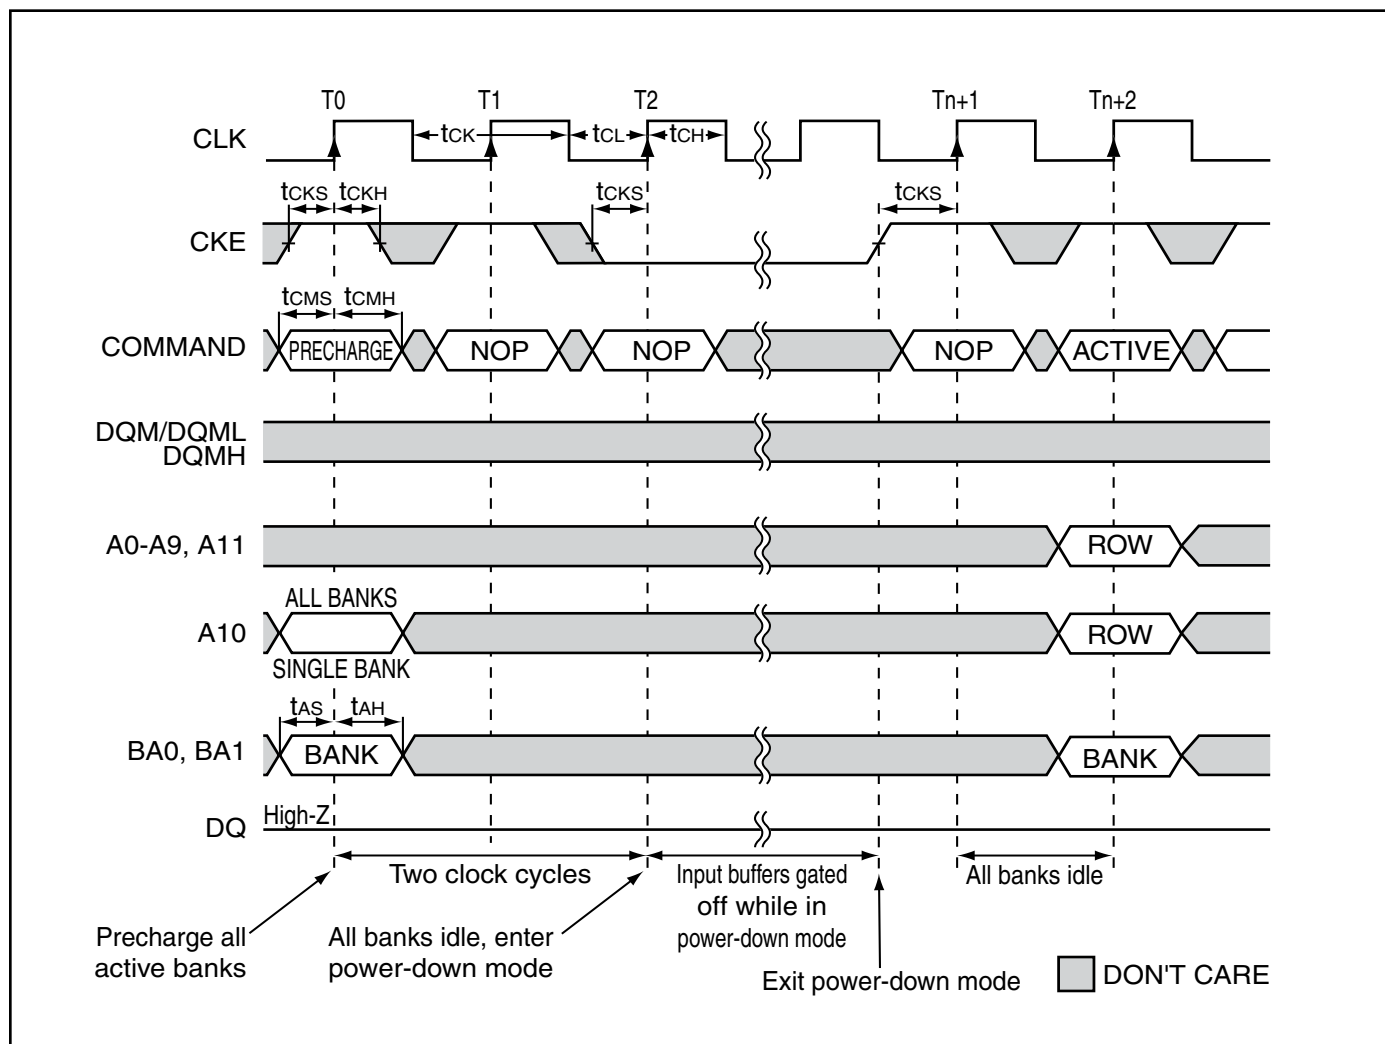 T0 T1 T2 Tn+1 Tn+2
CLK tCK tCL tCH
tCKS tCKH tCKS tCKS
CKE
tCMS tCMH
COMMAND PRECHARGE NOP NOP NOP ACTIVE
DQM/DQML
DQMH
A0-A9, A11 ROW
ALL BANKS
A10 ROW
SINGLE BANK
tAS tAH
BA0, BA1 BANK BANK
High-Z
DQ
Two clock cycles
Input buffers gated
off while in
power-down mode
All banks idle
Precharge all
active banks
All banks idle, enter
power-down mode
Exit power-down mode
DON'T CARE